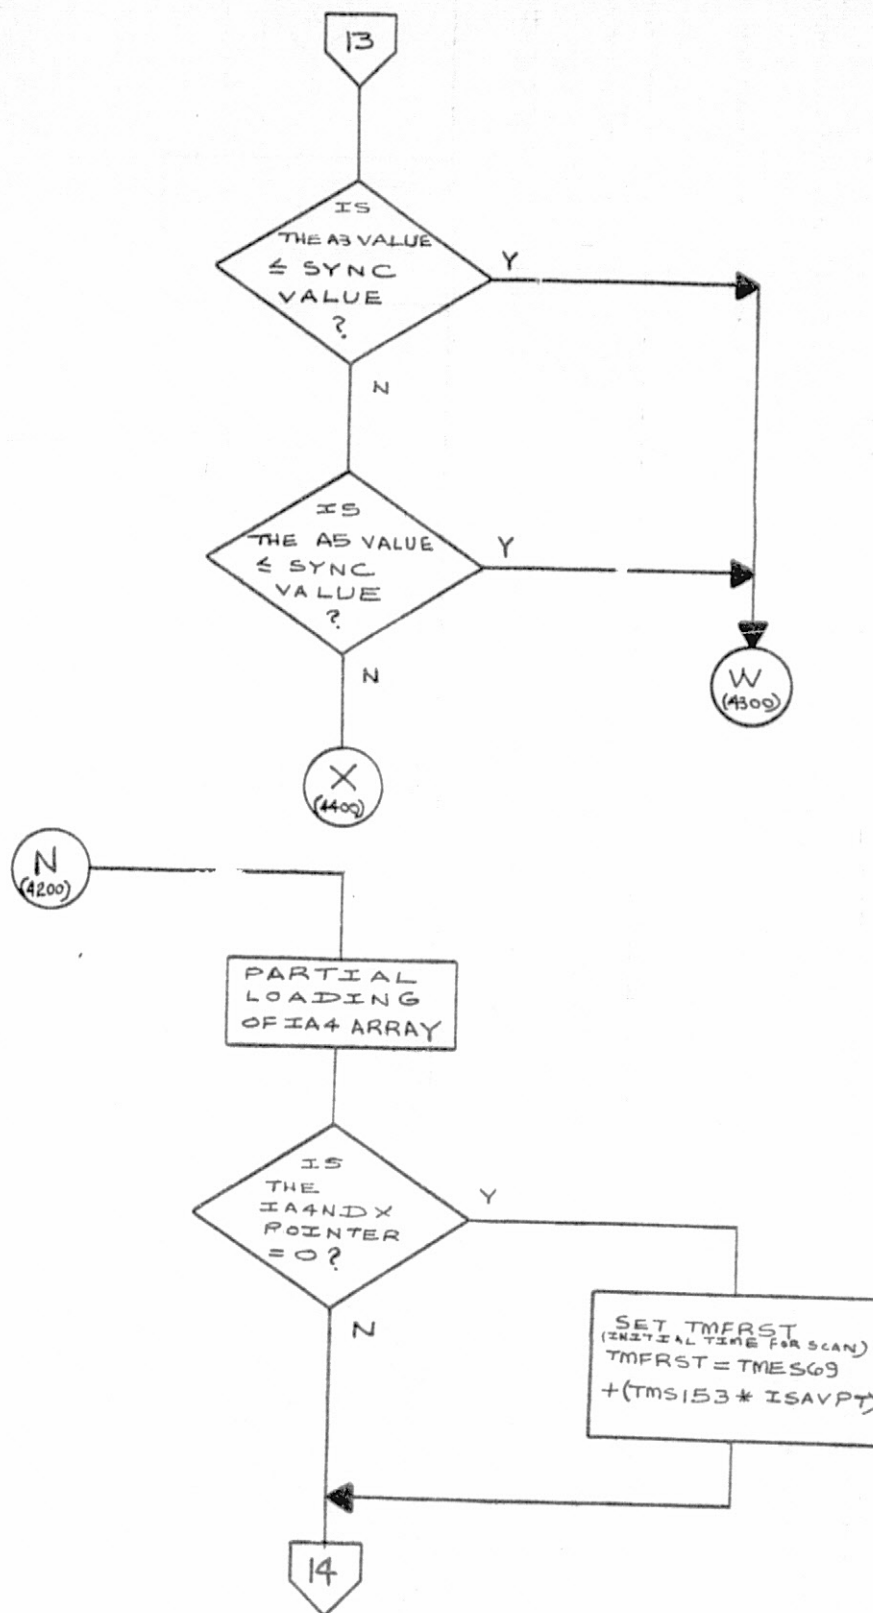 13
IS
THE A3 VALUE
≤ SYNC
VALUE
?
Y
N
IS
THE A5 VALUE
≤ SYNC
VALUE
?
Y
N
W
(4300)
X
(4400)
N
(4200)
PARTIAL
LOADING
OF IA4 ARRAY
IS
THE
IA4NDX
POINTER
= 0?
Y
N
SET TMFRST
(INITIAL TIME FOR SCAN)
TMFRST = TMES69
+(TMS153 * ISAVPT)
14